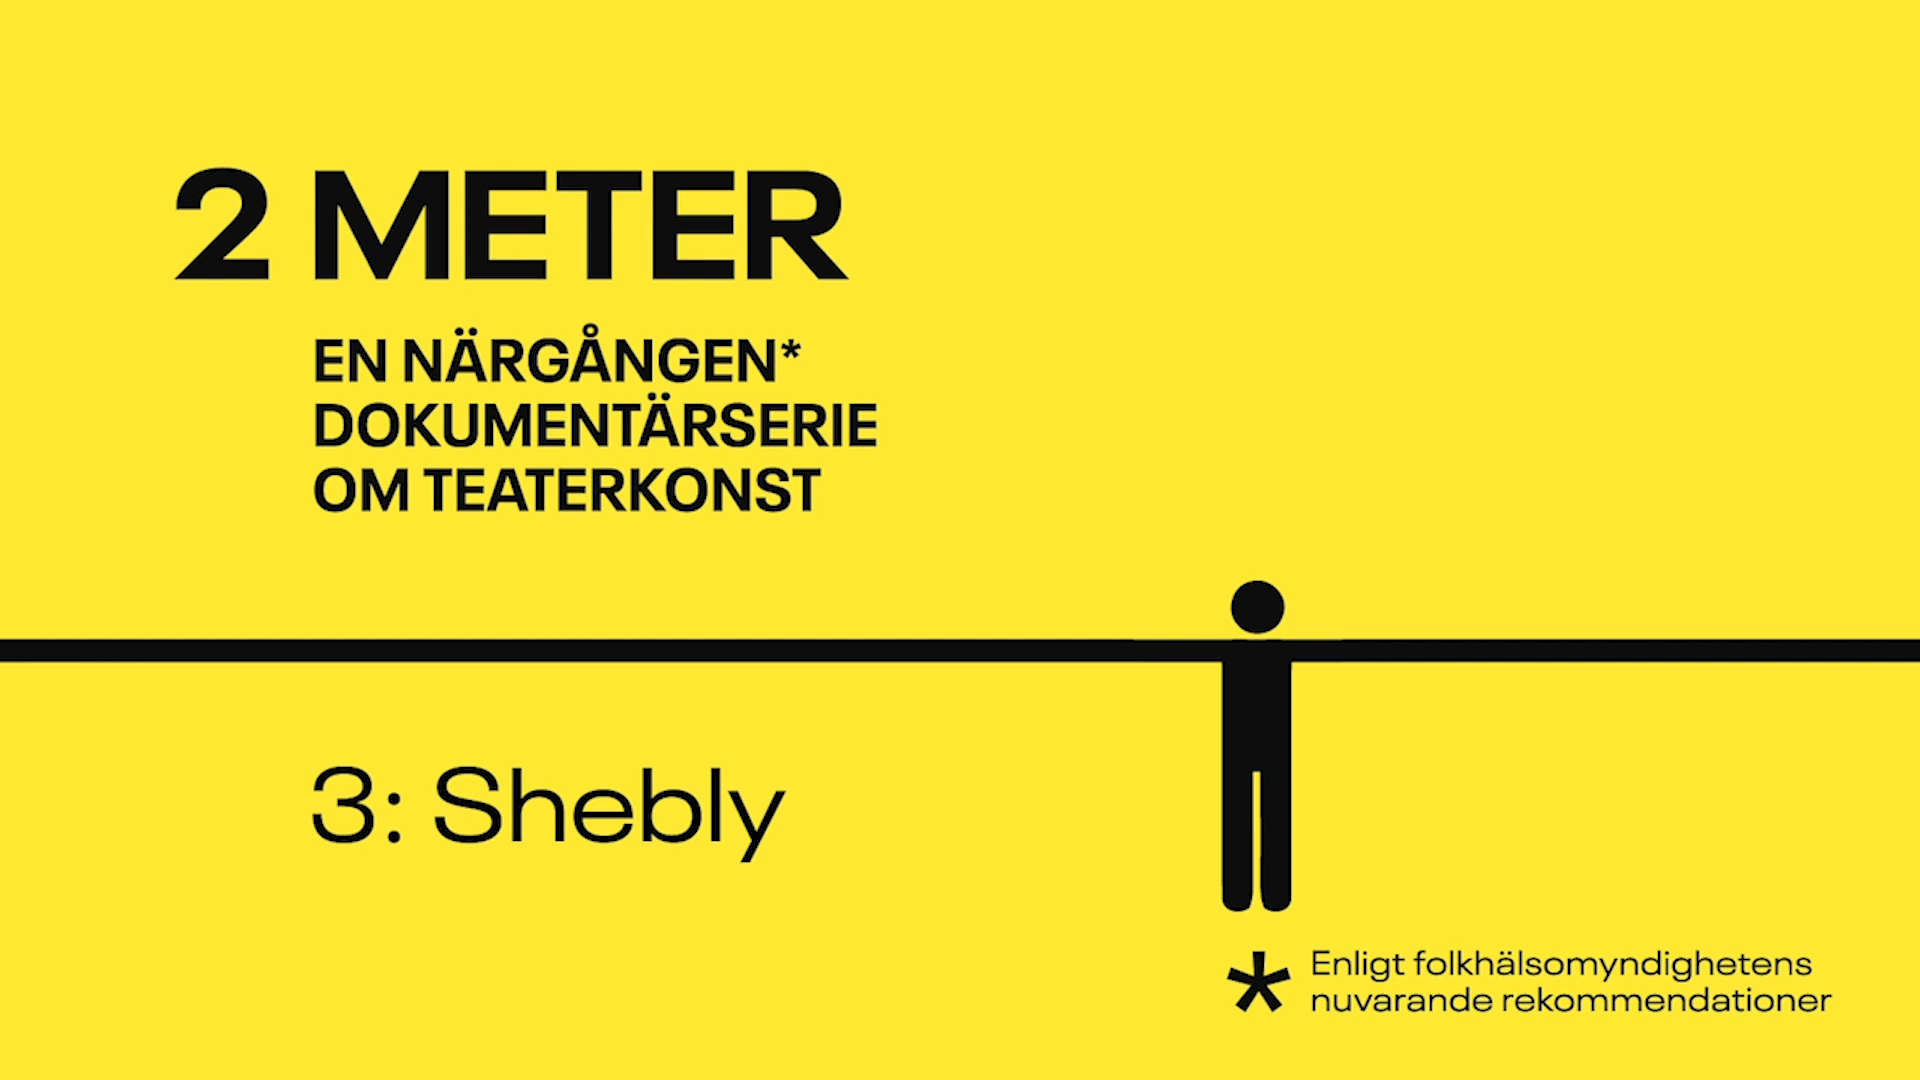 2 METER
EN NÄRGÅNGEN*
DOKUMENTÄRSERIE
OM TEATERKONST
3: Shebly
* Enligt folkhälsomyndighetens
nuvarande rekommendationer